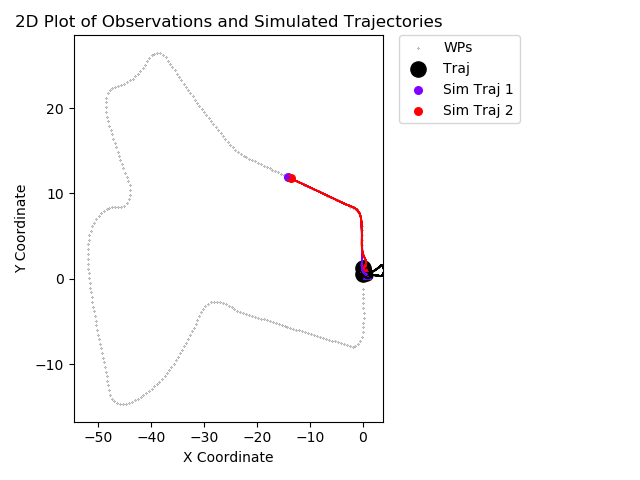 2D Plot of Observations and Simulated Trajectories
WPs
Traj
Sim Traj 1
Sim Traj 2
20
10
0
−10
Y Coordinate
−50 −40 −30 −20 −10 0
X Coordinate